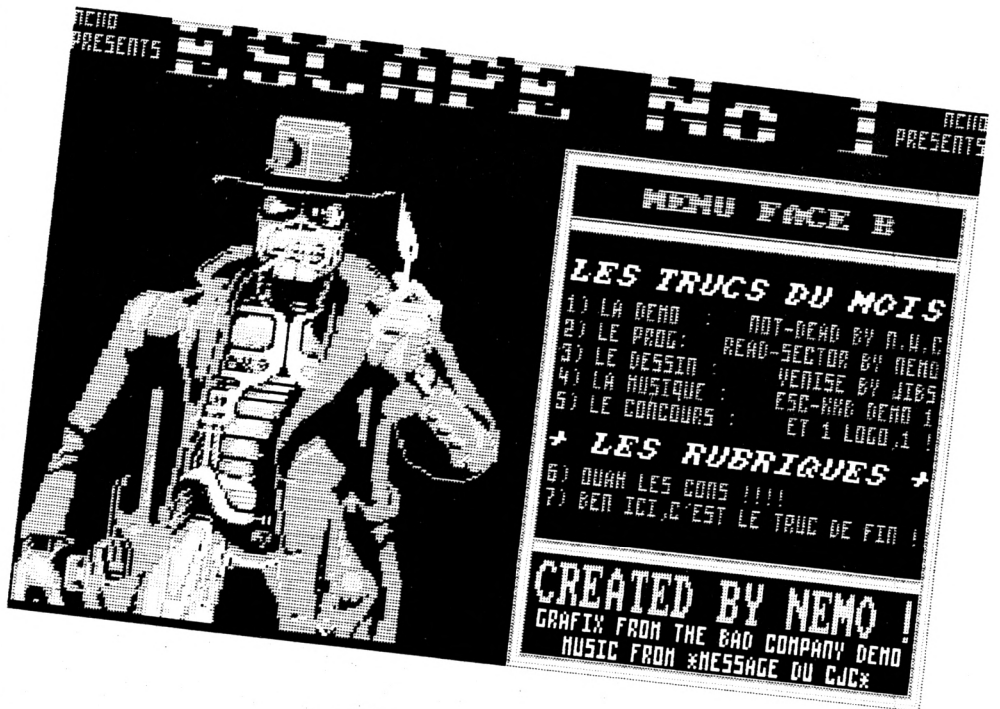 NEMO
PRESENTS
ESCAPE NO 1
NEMO
PRESENTS
MENU FACE B
LES TRUCS DU MOIS
1) LA DEMO : NOT-DEAD BY N.W.C
2) LE PROG: READ-SECTOR BY NEMO
3) LE DESSIN : VENISE BY JIBS
4) LA MUSIQUE : ESC-RKB DEMO 1
5) LE CONCOURS : ET 1 LOGO,1 !
+ LES RUBRIQUES +
6) OUAH LES CONS !!!!
7) BEN ICI,C'EST LE TRUC DE FIN !
CREATED BY NEMO !
GRAFIX FROM THE BAD COMPANY DEMO
MUSIC FROM *MESSAGE DU CJC*